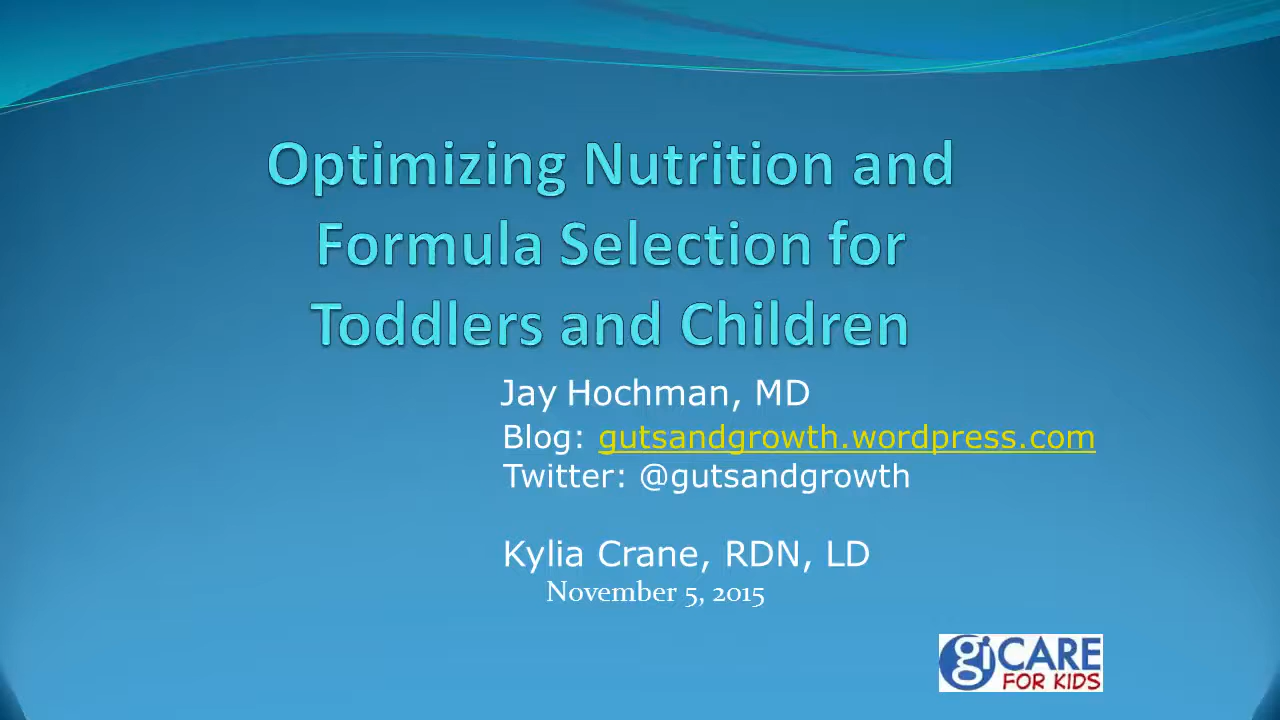 Optimizing Nutrition and
Formula Selection for
Toddlers and Children
Jay Hochman, MD
Blog: gutsandgrowth.wordpress.com
Twitter: @gutsandgrowth
Kylia Crane, RDN, LD
November 5, 2015
gi CARE
FOR KIDS